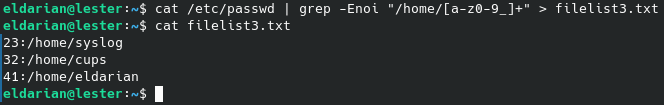 eldarian@lester:~$ cat /etc/passwd | grep -Enoi "/home/[a-z0-9_]+" > filelist3.txt
eldarian@lester:~$ cat filelist3.txt
23:/home/syslog
32:/home/cups
41:/home/eldarian
eldarian@lester:~$